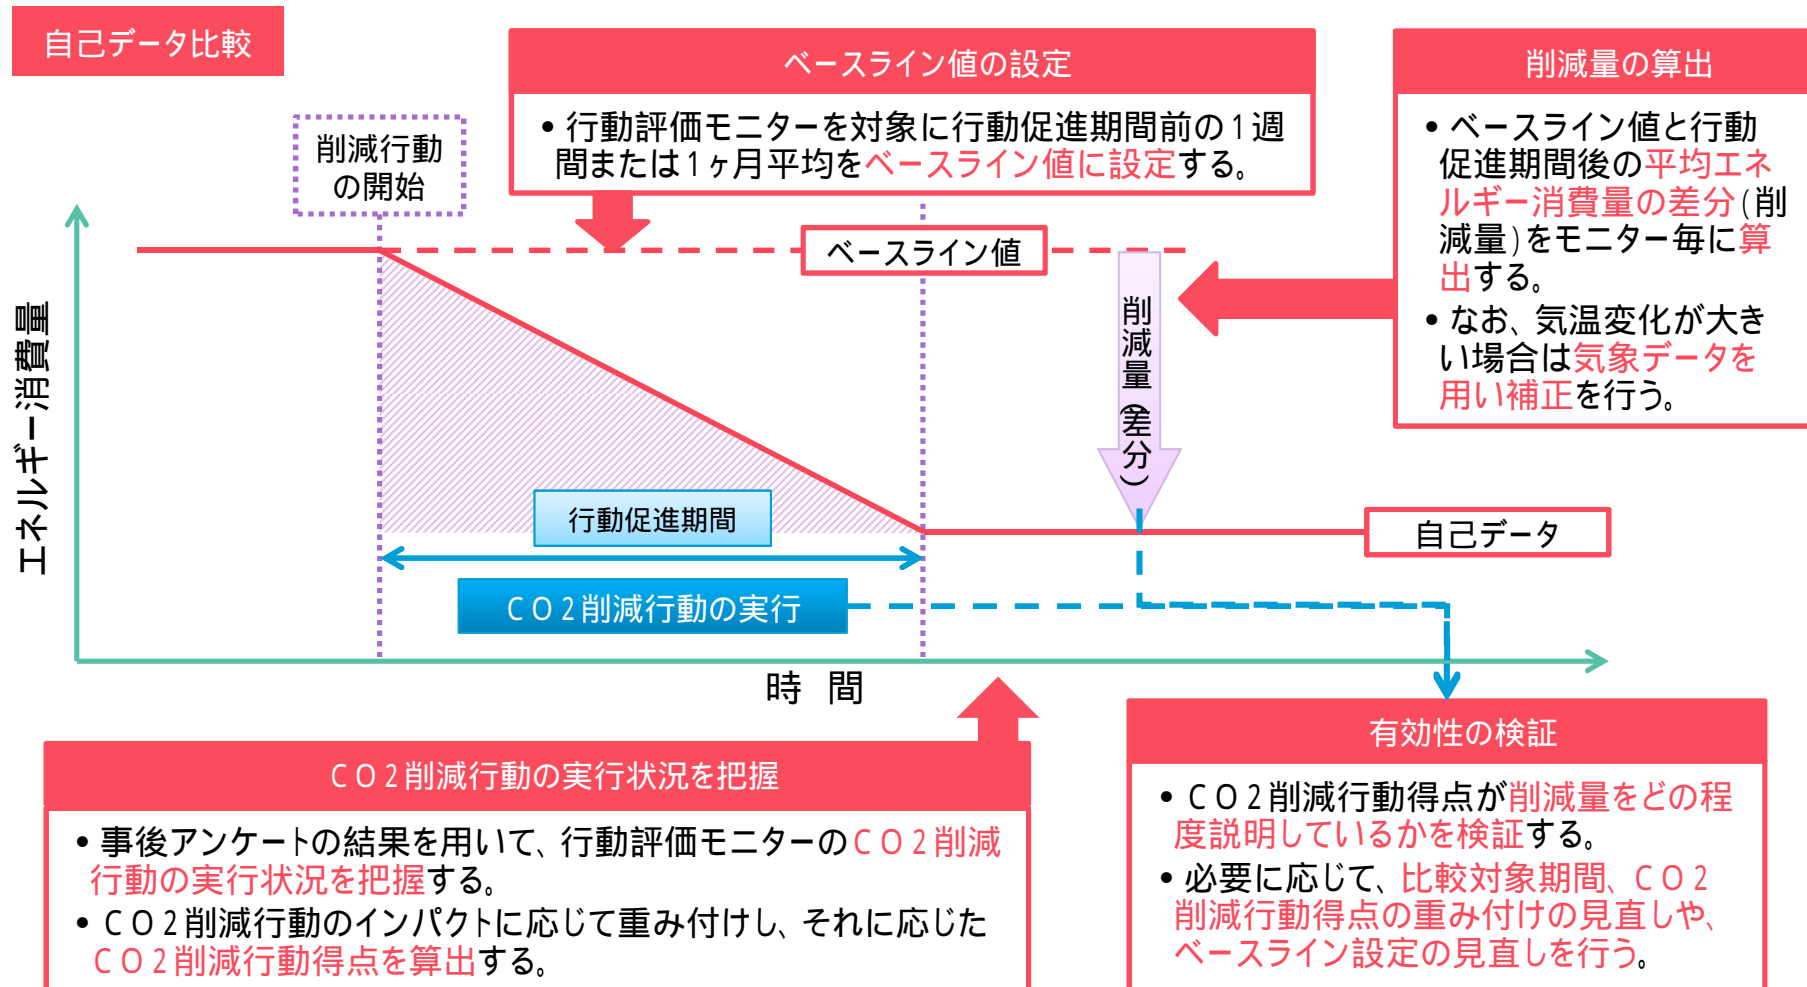 自己データ比較
ベースライン値の設定
• 行動評価モニターを対象に行動促進期間前の1週
間または1ヶ月平均をベースライン値に設定する。
削減量の算出
• ベースライン値と行動
促進期間後の平均エネ
ルギー消費量の差分(削
減量)をモニター毎に算
出する。
• なお、気温変化が大き
い場合は気象データを
用い補正を行う。
削減行動
の開始
ベースライン値
削減量(差分)
エネルギー消費量
行動促進期間
自己データ
CO2削減行動の実行
時 間
CO2削減行動の実行状況を把握
• 事後アンケートの結果を用いて、行動評価モニターのCO2削減
行動の実行状況を把握する。
• CO2削減行動のインパクトに応じて重み付けし、それに応じた
CO2削減行動得点を算出する。
有効性の検証
• CO2削減行動得点が削減量をどの程
度説明しているかを検証する。
• 必要に応じて、比較対象期間、CO2
削減行動得点の重み付けの見直しや、
ベースライン設定の見直しを行う。